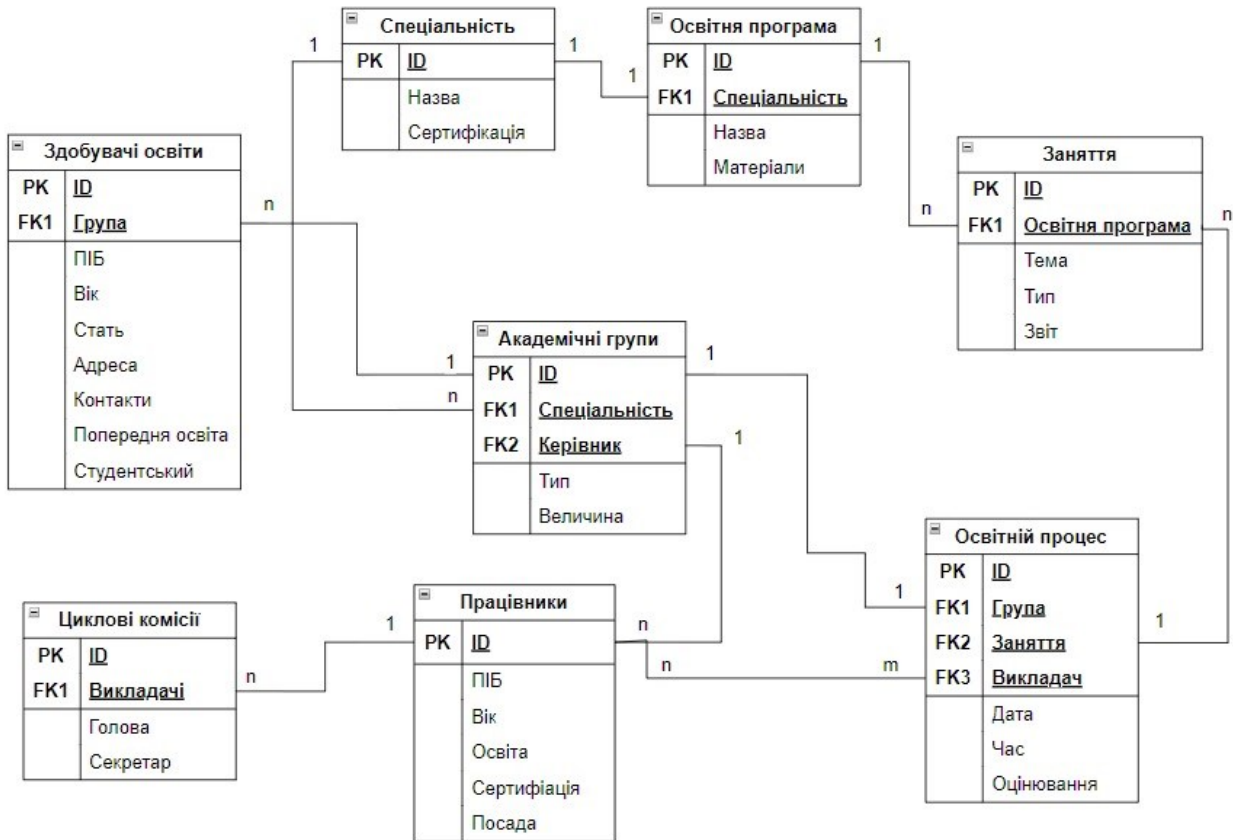 Спеціальність
PK ID
Назва
Сертифікація
1
1
Освітня програма
PK ID
FK1 Спеціальність
Назва
Матеріали
1
1
Здобувачі освіти
PK ID
FK1 Група
ПІБ
Вік
Стать
Адреса
Контакти
Попередня освіта
Студентський
n
Заняття
PK ID
FK1 Освітня програма
Тема
Тип
Звіт
n
n
Академічні групи
PK ID
FK1 Спеціальність
FK2 Керівник
Тип
Величина
1
n
1
1
Освітній процес
PK ID
FK1 Група
FK2 Заняття
FK3 Викладач
Дата
Час
Оцінювання
1
1
m
Циклові комісії
PK ID
FK1 Викладачі
Голова
Секретар
n
Працівники
PK ID
ПІБ
Вік
Освіта
Сертифіація
Посада
1
n
n